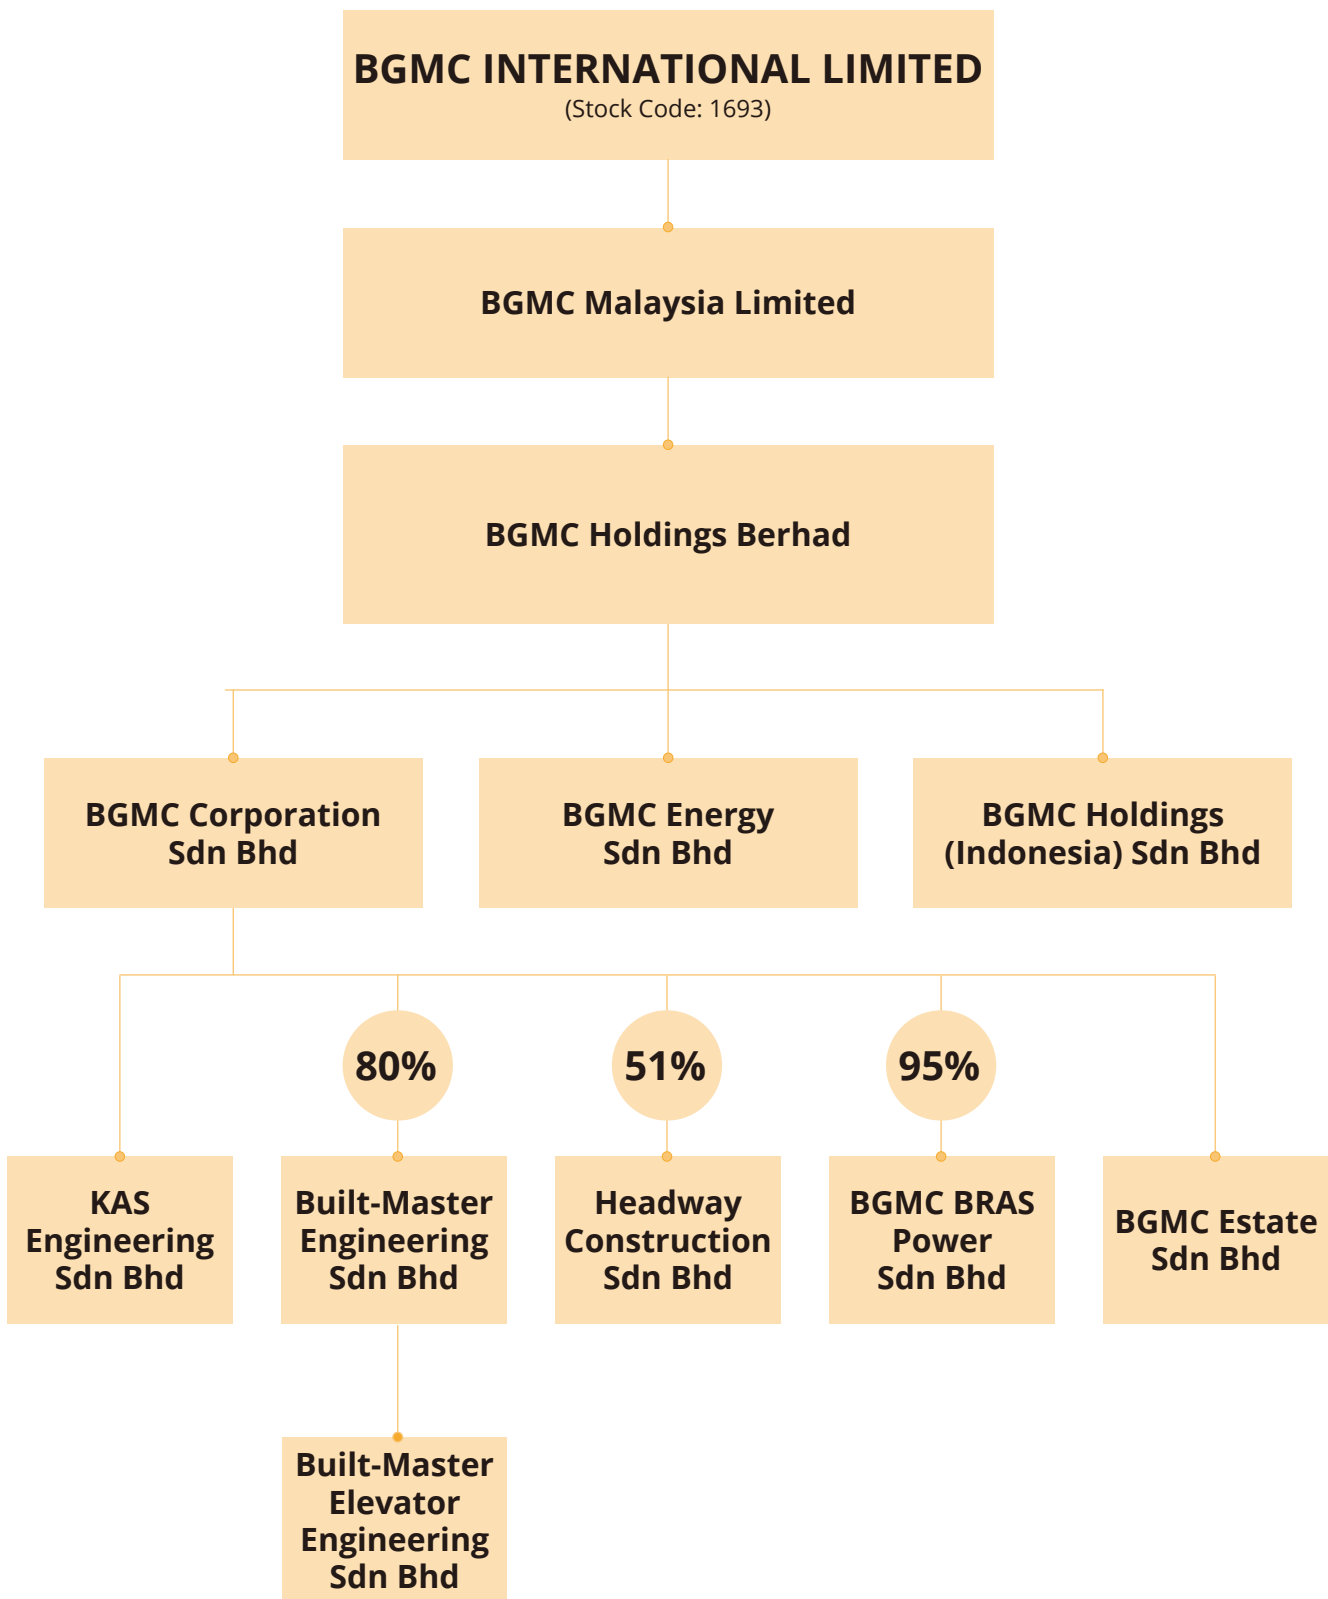 BGMC INTERNATIONAL LIMITED
(Stock Code: 1693)
BGMC Malaysia Limited
BGMC Holdings Berhad
BGMC Corporation
Sdn Bhd
BGMC Energy
Sdn Bhd
BGMC Holdings
(Indonesia) Sdn Bhd
80%
51%
95%
KAS
Engineering
Sdn Bhd
Built-Master
Engineering
Sdn Bhd
Headway
Construction
Sdn Bhd
BGMC BRAS
Power
Sdn Bhd
BGMC Estate
Sdn Bhd
Built-Master
Elevator
Engineering
Sdn Bhd